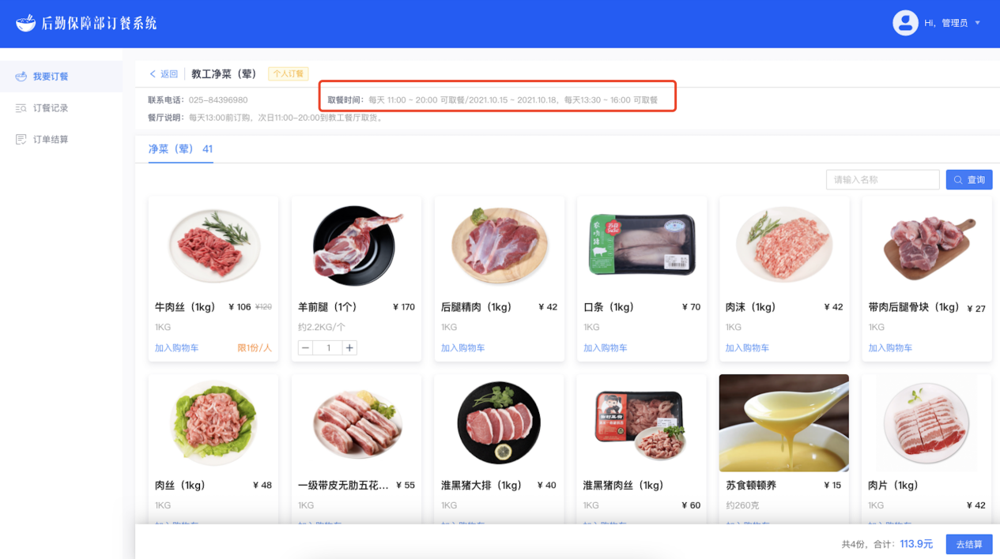 后勤保障部订餐系统
Hi，管理员
我要订餐
订餐记录
订单结算
返回
教工净菜（荤）
个人订餐
联系电话：025-84396980
取餐时间：每天 11:00 ~ 20:00 可取餐/2021.10.15 ~ 2021.10.18，每天13:30 ~ 16:00 可取餐
餐厅说明：每天13:00前订购，次日11:00-20:00到教工餐厅取货。
净菜（荤） 41
请输入名称
查询
牛肉丝（1kg） ¥ 106 ¥120
1KG
加入购物车 限1份/人
羊前腿（1个） ¥ 170
约2.2KG/个
− 1 +
后腿精肉（1kg） ¥ 42
1KG
加入购物车
口条（1kg） ¥ 70
1KG
加入购物车
肉沫（1kg） ¥ 42
1KG
加入购物车
带肉后腿骨块（1kg） ¥ 27
1KG
加入购物车
肉丝（1kg） ¥ 48
1KG
一级带皮无肋五花... ¥ 55
1KG
淮黑猪大排（1kg） ¥ 40
1KG
淮黑猪肉丝（1kg）
1KG ¥ 60
苏食顿顿养 ¥ 15
约260克
肉片（1kg）
1KG ¥ 42
共4份，合计：113.9元
去结算